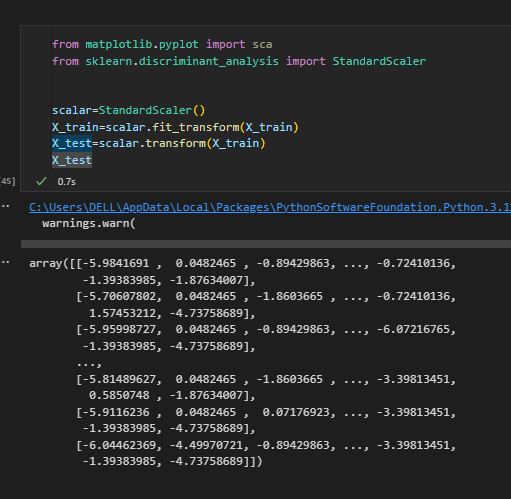 from matplotlib.pyplot import sca
from sklearn.discriminant_analysis import StandardScaler
scalar=StandardScaler()
X_train=scalar.fit_transform(X_train)
X_test=scalar.transform(X_train)
X_test
45]
0.7s
C:\Users\DELL\AppData\Local\Packages\PythonSoftwareFoundation.Python.3.1
warnings.warn(
array([[-5.9841691 ,  0.0482465 , -0.89429863, ..., -0.72410136,
-1.39383985, -1.87634007],
[-5.70607802,  0.0482465 , -1.8603665 , ..., -0.72410136,
1.57453212, -4.73758689],
[-5.95998727,  0.0482465 , -0.89429863, ..., -6.07216765,
-1.39383985, -4.73758689],
...,
[-5.81489627,  0.0482465 , -1.8603665 , ..., -3.39813451,
0.5850748 , -1.87634007],
[-5.9116236 ,  0.0482465 ,  0.07176923, ..., -3.39813451,
-1.39383985, -4.73758689],
[-6.04462369, -4.49970721, -0.89429863, ..., -3.39813451,
-1.39383985, -4.73758689]])